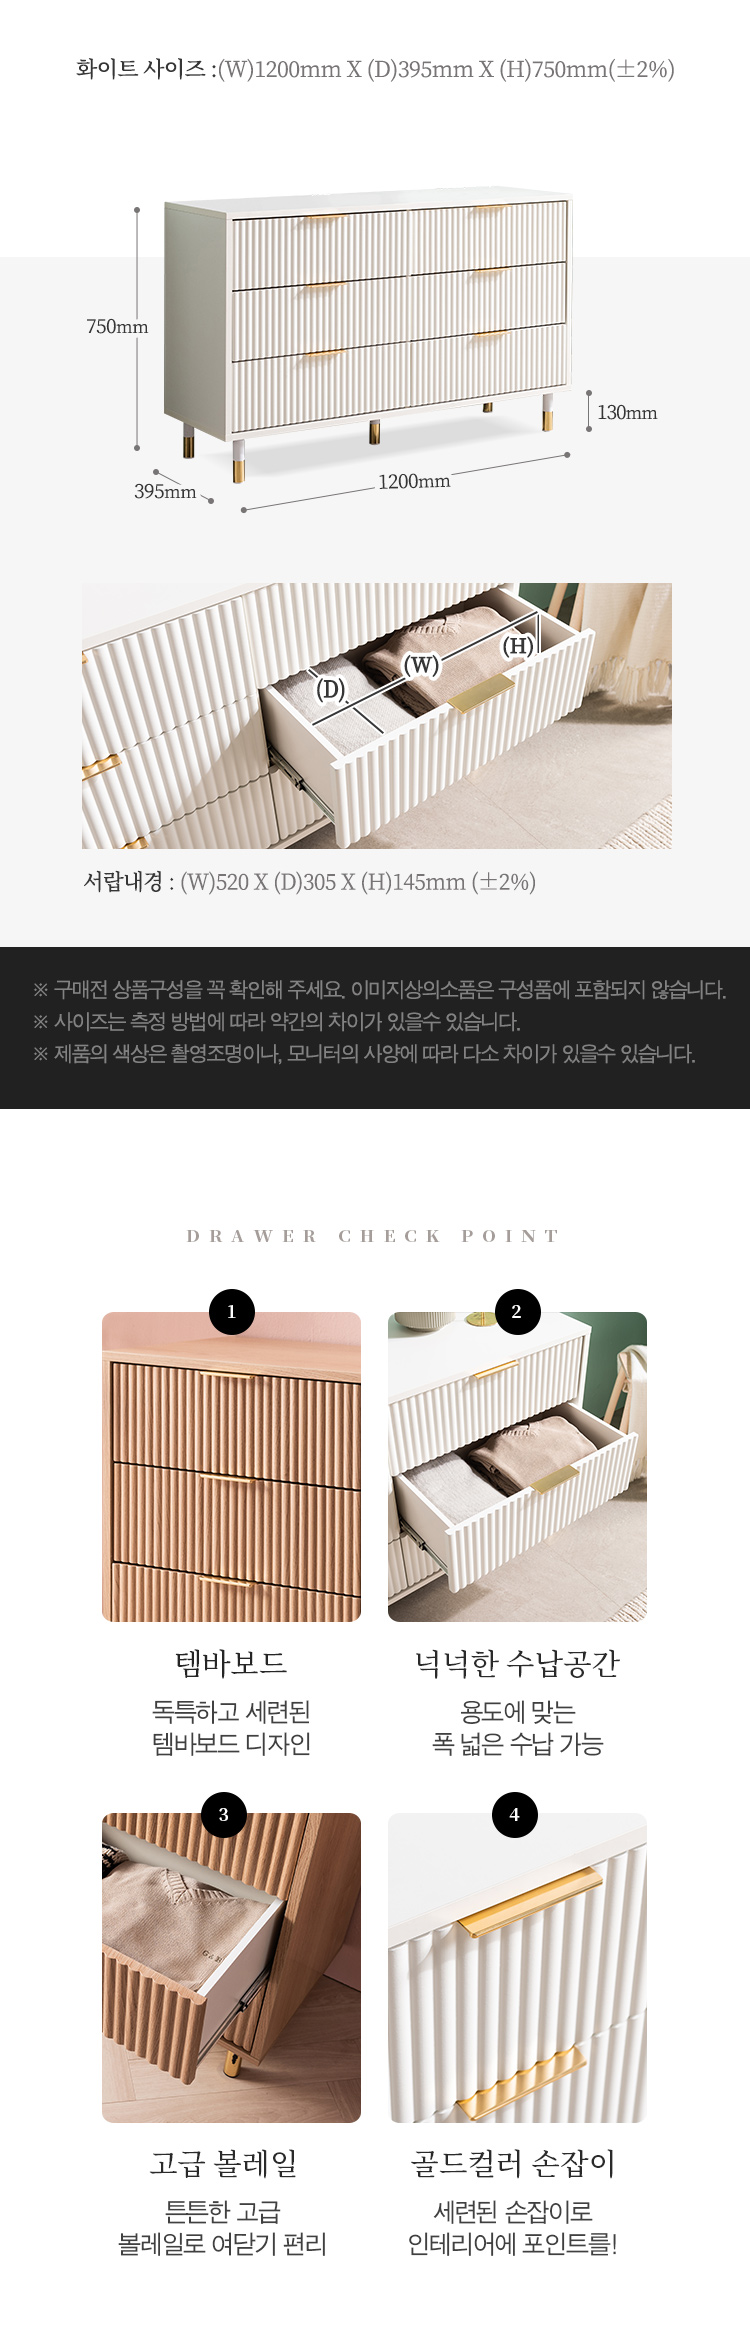 화이트 사이즈 :(W)1200mm X (D)395mm X (H)750mm(±2%)
750mm
130mm
395mm
1200mm
(D)
(W)
(H)
서랍내경 : (W)520 X (D)305 X (H)145mm (±2%)
※ 구매전 상품구성을 꼭 확인해 주세요. 이미지상의소품은 구성품에 포함되지 않습니다.
※ 사이즈는 측정 방법에 따라 약간의 차이가 있을수 있습니다.
※ 제품의 색상은 촬영조명이나, 모니터의 사양에 따라 다소 차이가 있을수 있습니다.
DRAWER CHECK POINT
1
템바보드
독특하고 세련된
템바보드 디자인
2
넉넉한 수납공간
용도에 맞는
폭 넓은 수납 가능
3
고급 볼레일
튼튼한 고급
볼레일로 여닫기 편리
4
골드컬러 손잡이
세련된 손잡이로
인테리어에 포인트를!